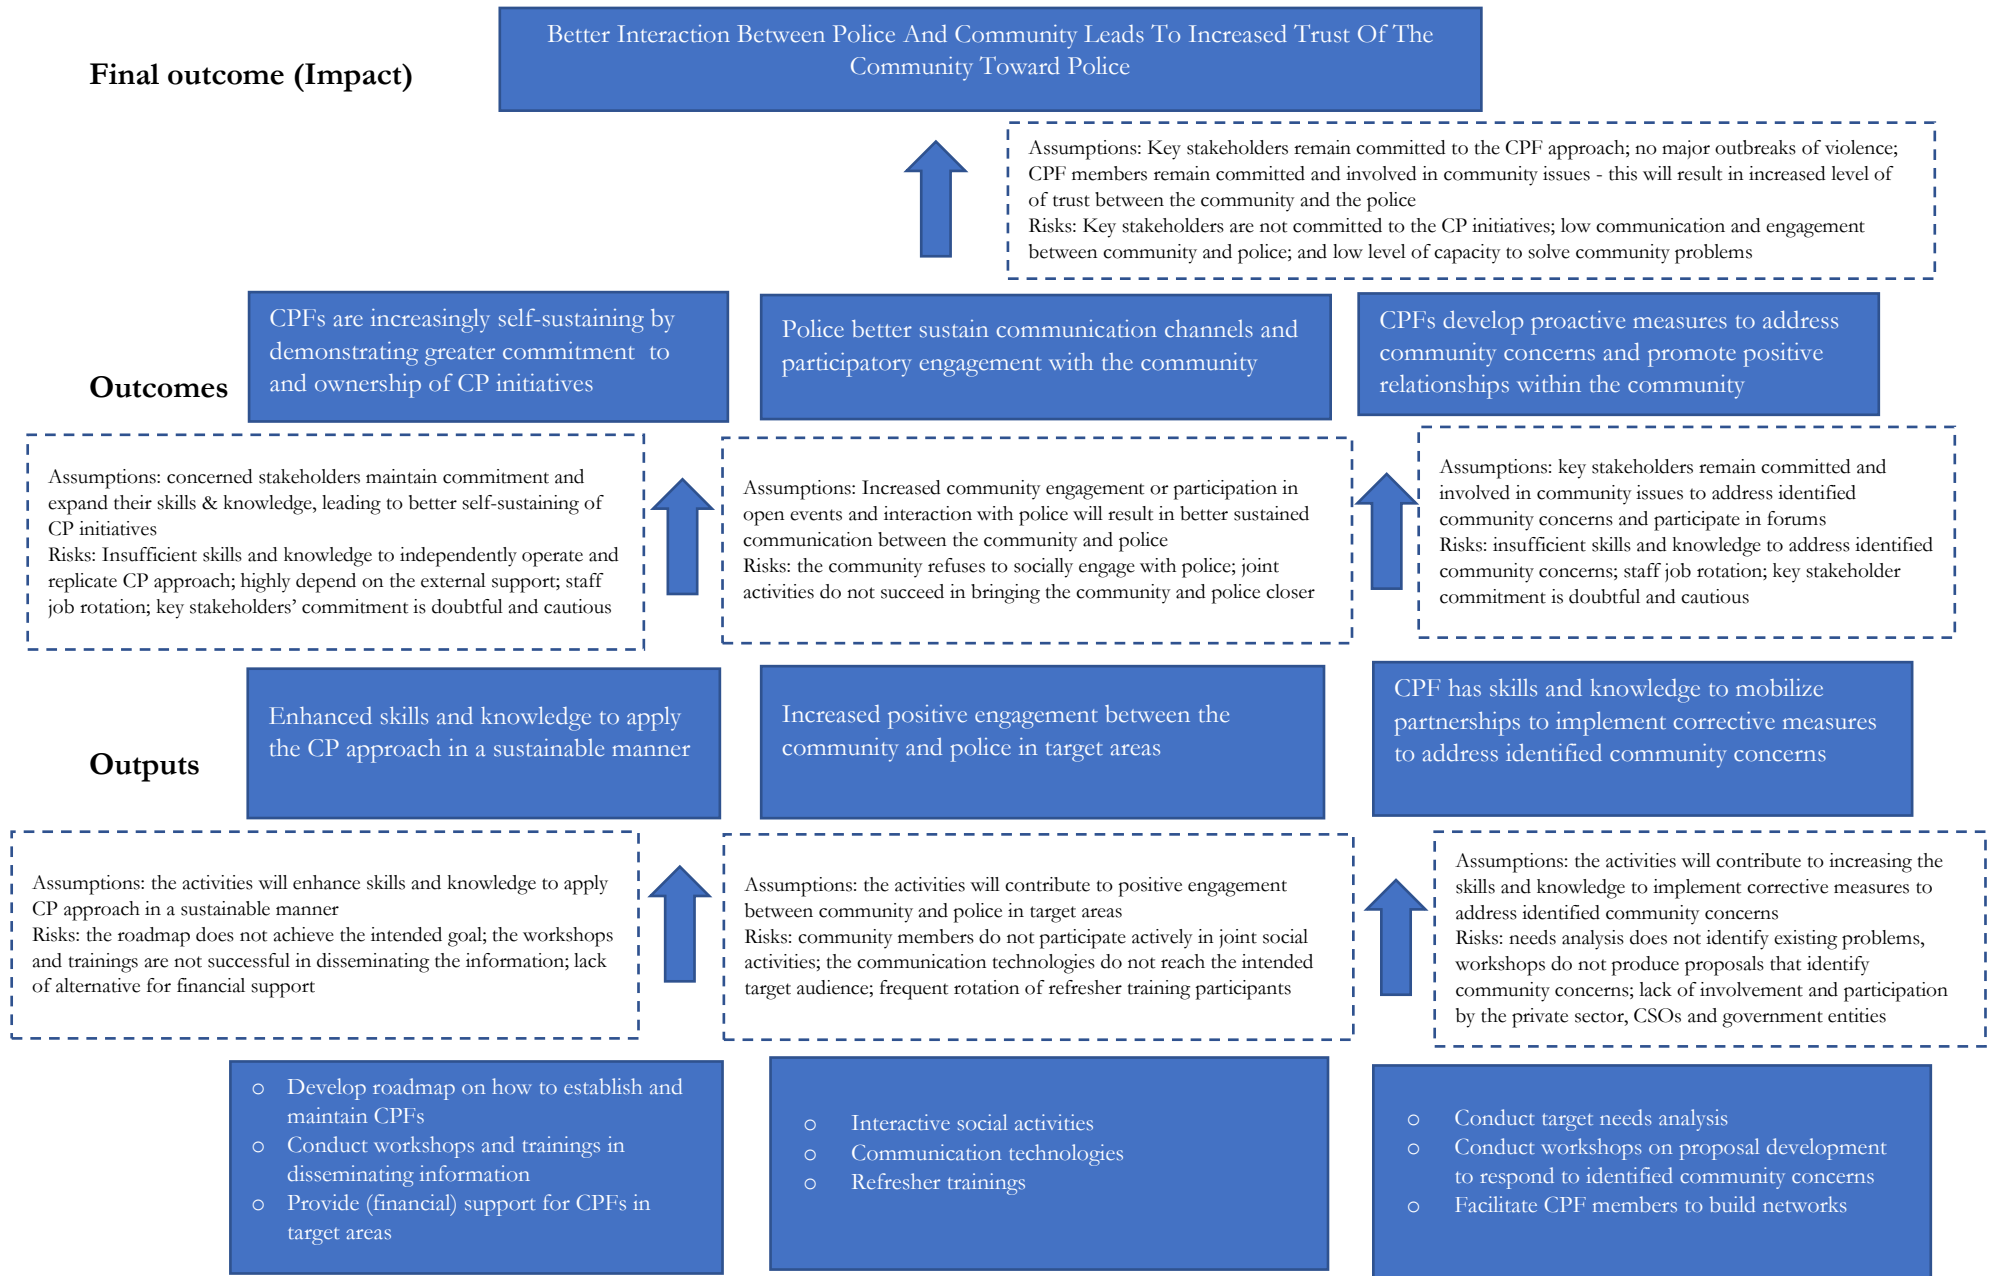 Better Interaction Between Police And Community Leads To Increased Trust Of The
Community Toward Police
Final outcome (Impact)
Assumptions: Key stakeholders remain committed to the CPF approach; no major outbreaks of violence;
CPF members remain committed and involved in community issues - this will result in increased level of
of trust between the community and the police
Risks: Key stakeholders are not committed to the CP initiatives; low communication and engagement
between community and police; and low level of capacity to solve community problems
Outcomes
CPFs are increasingly self-sustaining by
demonstrating greater commitment to
and ownership of CP initiatives
Police better sustain communication channels and
participatory engagement with the community
CPFs develop proactive measures to address
community concerns and promote positive
relationships within the community
Assumptions: concerned stakeholders maintain commitment and
expand their skills & knowledge, leading to better self-sustaining of
CP initiatives
Risks: Insufficient skills and knowledge to independently operate and
replicate CP approach; highly depend on the external support; staff
job rotation; key stakeholders' commitment is doubtful and cautious
Assumptions: Increased community engagement or participation in
open events and interaction with police will result in better sustained
communication between the community and police
Risks: the community refuses to socially engage with police; joint
activities do not succeed in bringing the community and police closer
Assumptions: key stakeholders remain committed and
involved in community issues to address identified
community concerns and participate in forums
Risks: insufficient skills and knowledge to address identified
community concerns; staff job rotation; key stakeholder
commitment is doubtful and cautious
Outputs
Enhanced skills and knowledge to apply
the CP approach in a sustainable manner
Increased positive engagement between the
community and police in target areas
CPF has skills and knowledge to mobilize
partnerships to implement corrective measures
to address identified community concerns
Assumptions: the activities will enhance skills and knowledge to apply
CP approach in a sustainable manner
Risks: the roadmap does not achieve the intended goal; the workshops
and trainings are not successful in disseminating the information; lack
of alternative for financial support
Assumptions: the activities will contribute to positive engagement
between community and police in target areas
Risks: community members do not participate actively in joint social
activities; the communication technologies do not reach the intended
target audience; frequent rotation of refresher training participants
Assumptions: the activities will contribute to increasing the
skills and knowledge to implement corrective measures to
address identified community concerns
Risks: needs analysis does not identify existing problems,
workshops do not produce proposals that identify
community concerns; lack of involvement and participation
by the private sector, CSOs and government entities
o Develop roadmap on how to establish and
maintain CPFs
o Conduct workshops and trainings in
disseminating information
o Provide (financial) support for CPFs in
target areas
o Interactive social activities
o Communication technologies
o Refresher trainings
o Conduct target needs analysis
o Conduct workshops on proposal development
to respond to identified community concerns
o Facilitate CPF members to build networks